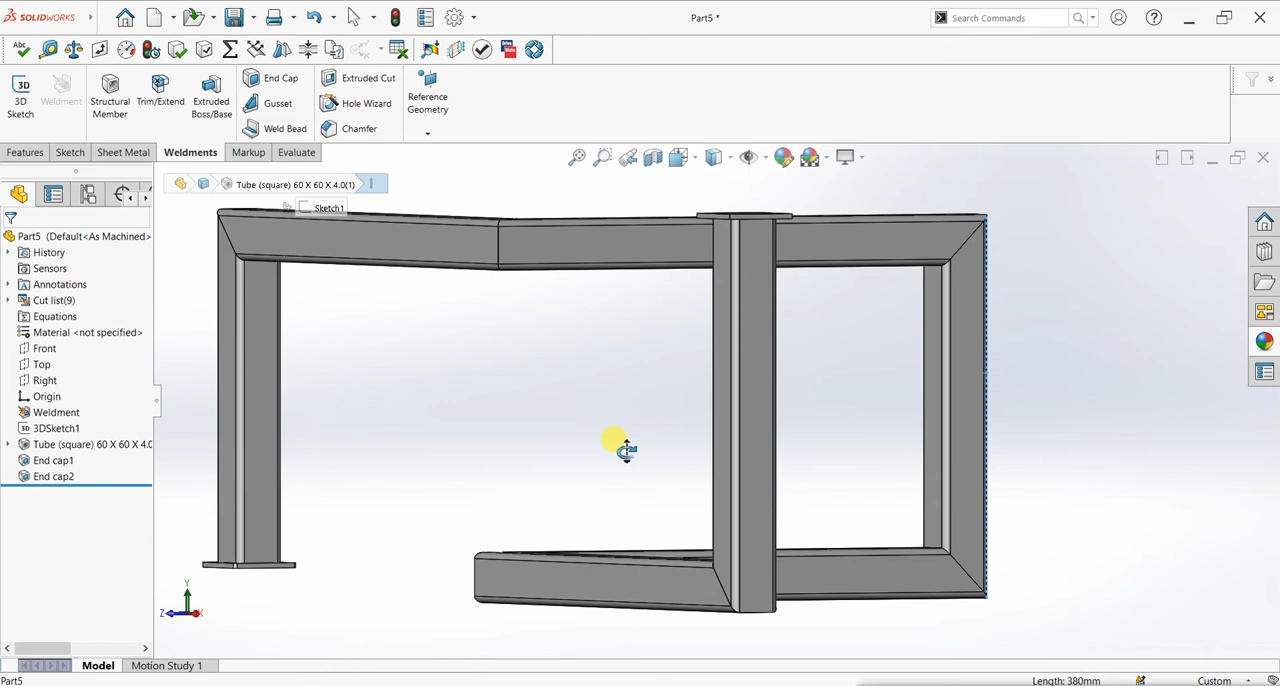 SOLIDWORKS
Part5 *
Search Commands
3D
Sketch
Weldment
Structural
Member
Trim/Extend
Extruded
Boss/Base
End Cap
Gusset
Weld Bead
Extruded Cut
Hole Wizard
Chamfer
Reference
Geometry
Features
Sketch
Sheet Metal
Weldments
Markup
Evaluate
Tube (square) 60 X 60 X 4.0(1)
Sketch1
Part5 (Default<As Machined>
History
Sensors
Annotations
Cut list(9)
Equations
Material <not specified>
Front
Top
Right
Origin
Weldment
3D 3DSketch1
Tube (square) 60 X 60 X 4.0
End cap1
End cap2
Y
Z
X
Model
Motion Study 1
Part5
Length: 380mm
Custom